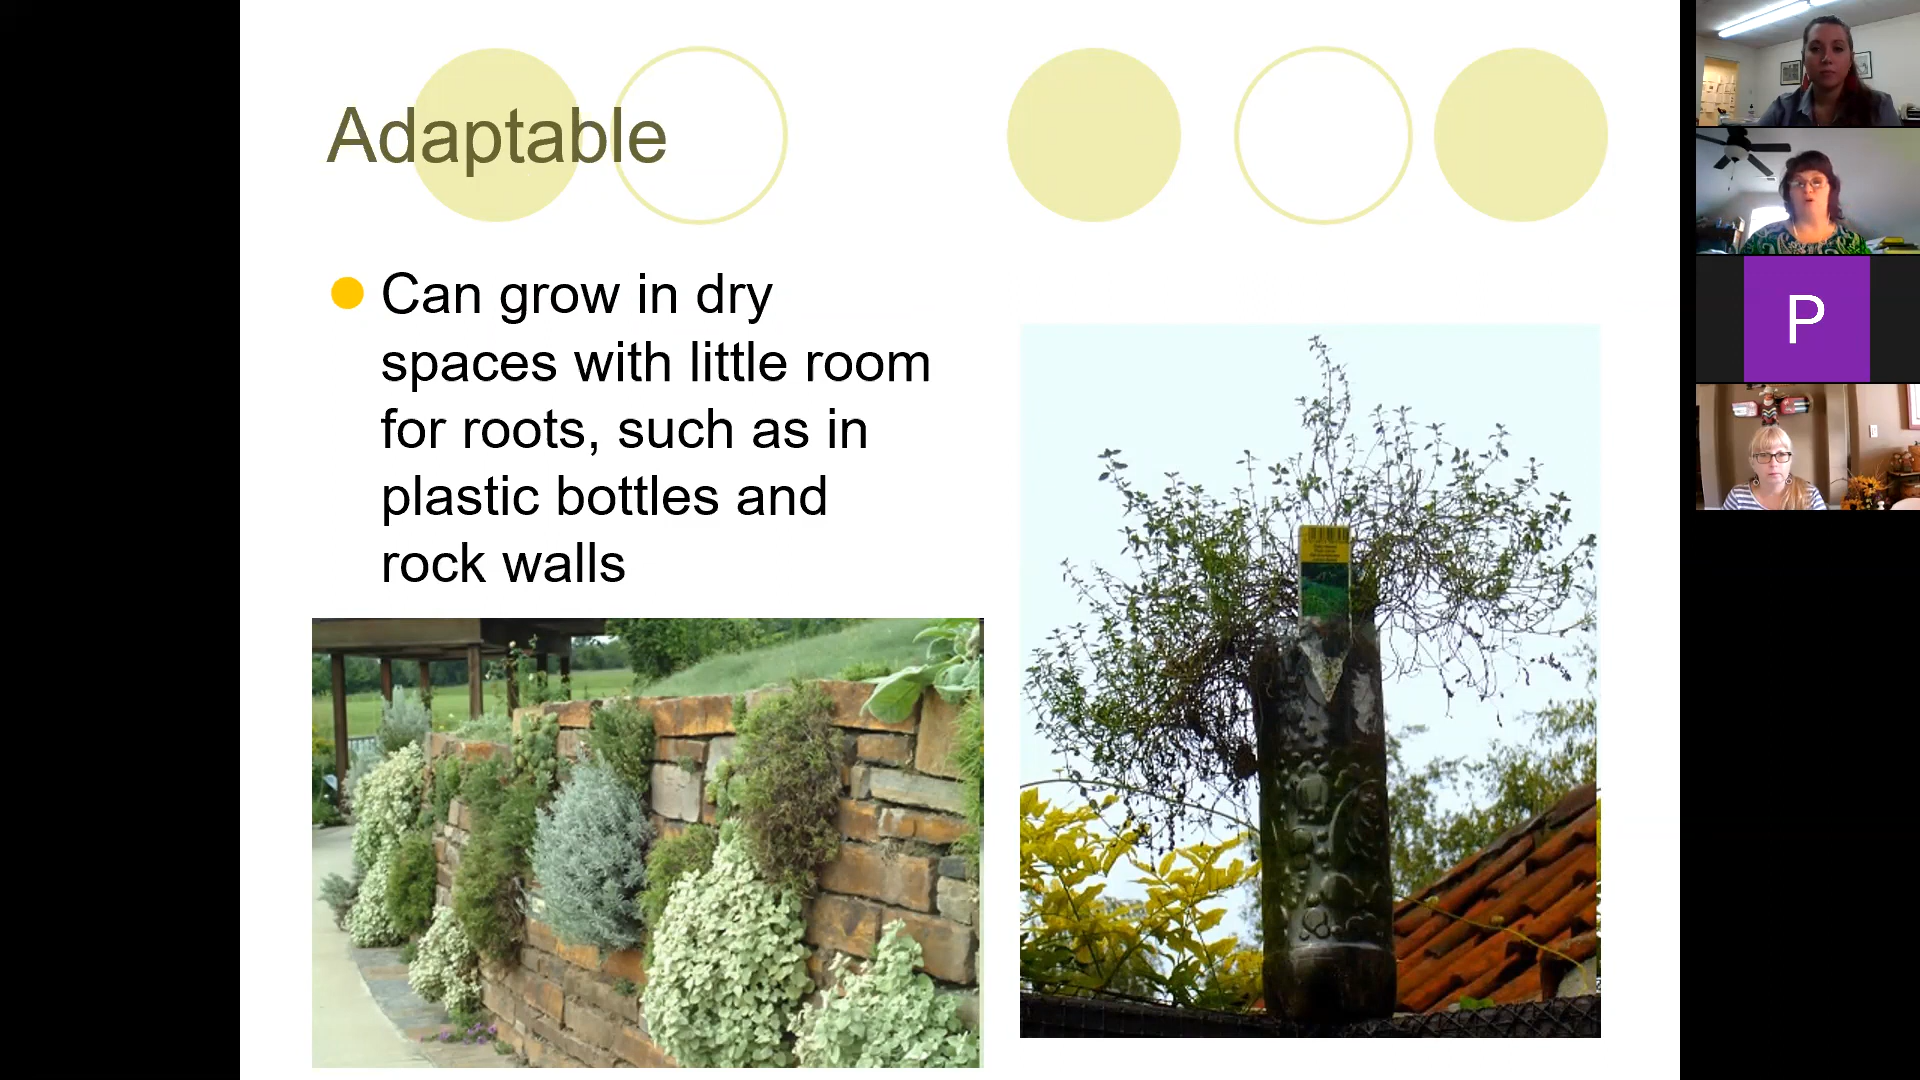 Adaptable
Can grow in dry
spaces with little room
for roots, such as in
plastic bottles and
rock walls
P